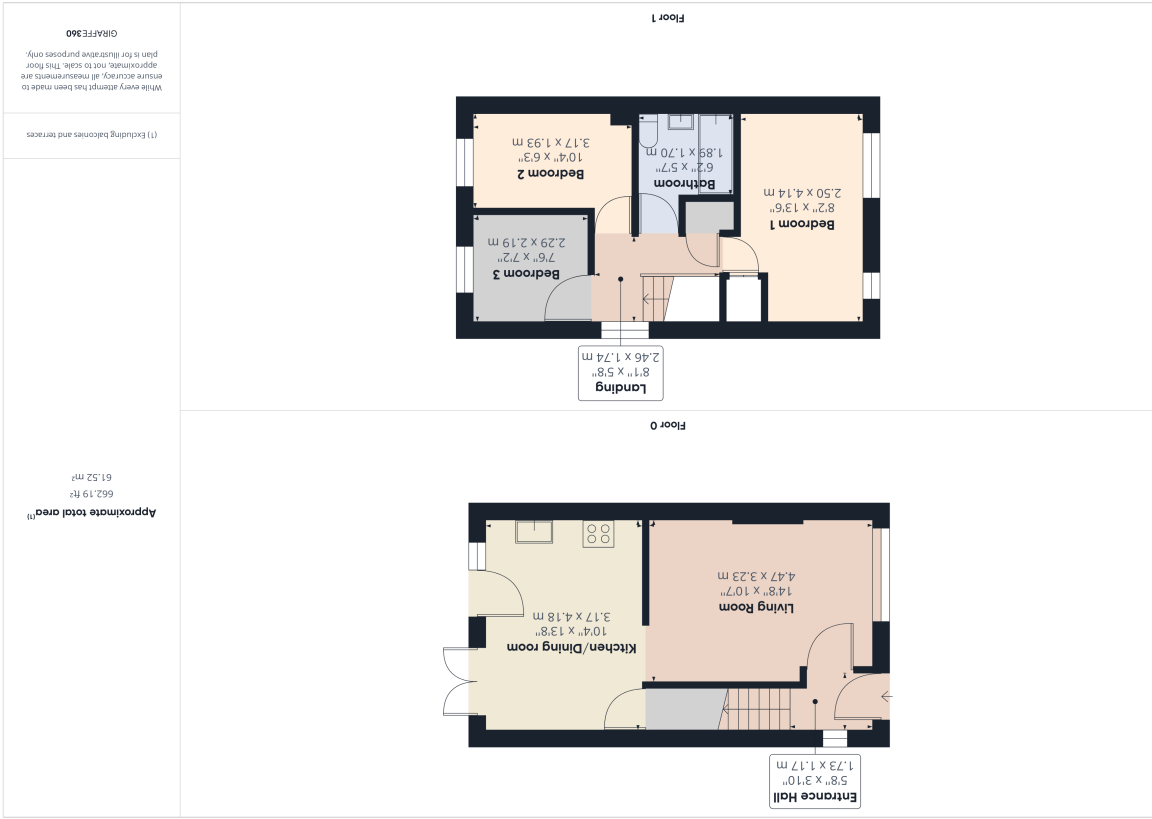 Floor 0
Entrance Hall
5'8" x 3'10"
1.73 x 1.17 m
Living Room
14'8" x 10'7"
4.47 x 3.23 m
Kitchen/Dining room
10'4" x 13'8"
3.17 x 4.18 m
Floor 1
Landing
8'1" x 5'8"
2.46 x 1.74 m
Bedroom 1
8'2" x 13'6"
2.50 x 4.14 m
Bathroom
6'2" x 5'7"
1.89 x 1.70 m
Bedroom 3
7'6" x 7'2"
2.29 x 2.19 m
Bedroom 2
10'4" x 6'3"
3.17 x 1.93 m
Approximate total area(1)
662.19 ft²
61.52 m²
(1) Excluding balconies and terraces
While every attempt has been made to
ensure accuracy, all measurements are
approximate, not to scale. This floor
plan is for illustrative purposes only.
GIRAFFE360